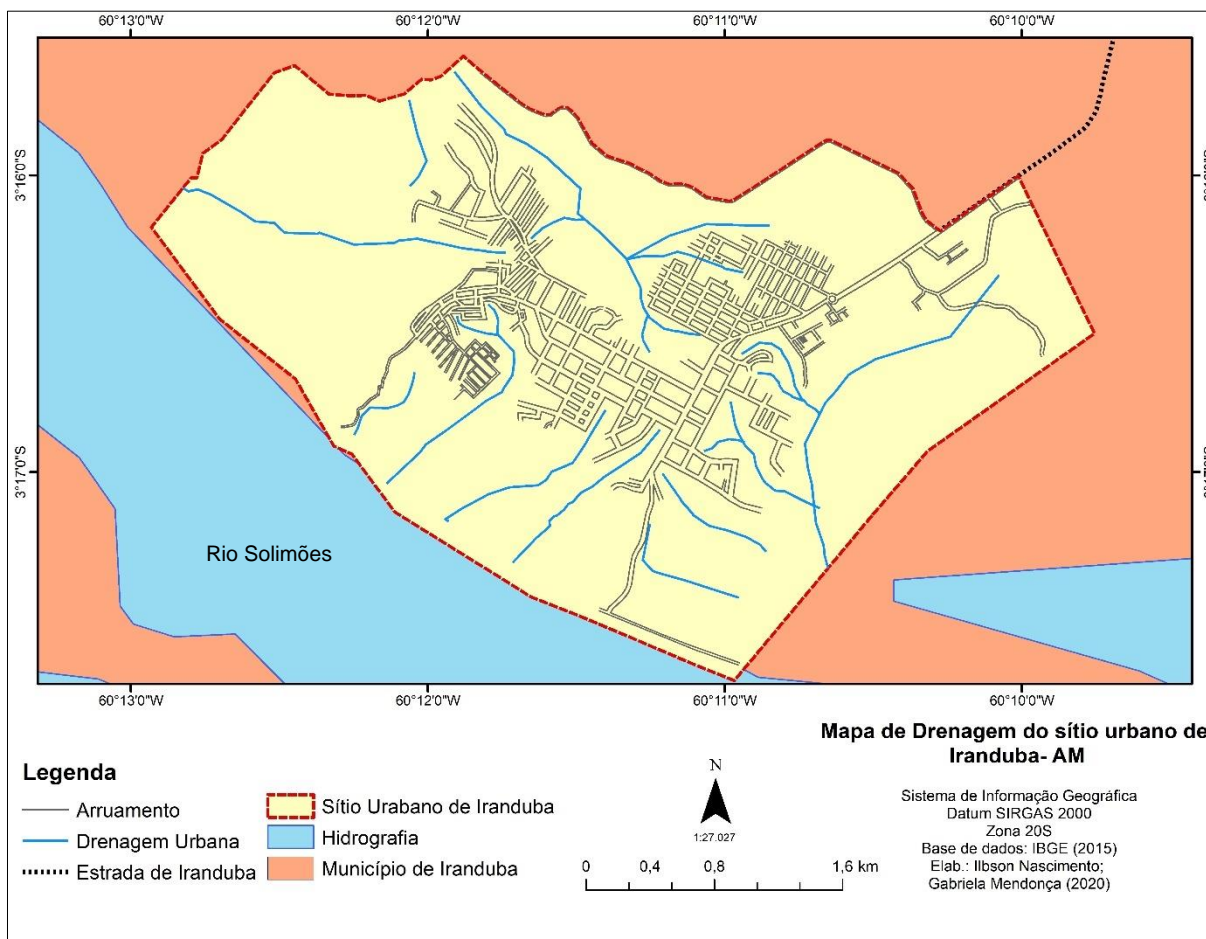 60°13'0"W 60°12'0"W 60°11'0"W 60°10'0"W
3°16'0"S
3°17'0"S
Rio Solimões
60°13'0"W 60°12'0"W 60°11'0"W 60°10'0"W
Mapa de Drenagem do sítio urbano de
Iranduba- AM
Legenda
Arruamento
Drenagem Urbana
Estrada de Iranduba
Sítio Urabano de Iranduba
Hidrografia
Município de Iranduba
N
1:27.027
0 0,4 0,8 1,6 km
Sistema de Informação Geográfica
Datum SIRGAS 2000
Zona 20S
Base de dados: IBGE (2015)
Elab.: Ilbson Nascimento;
Gabriela Mendonça (2020)